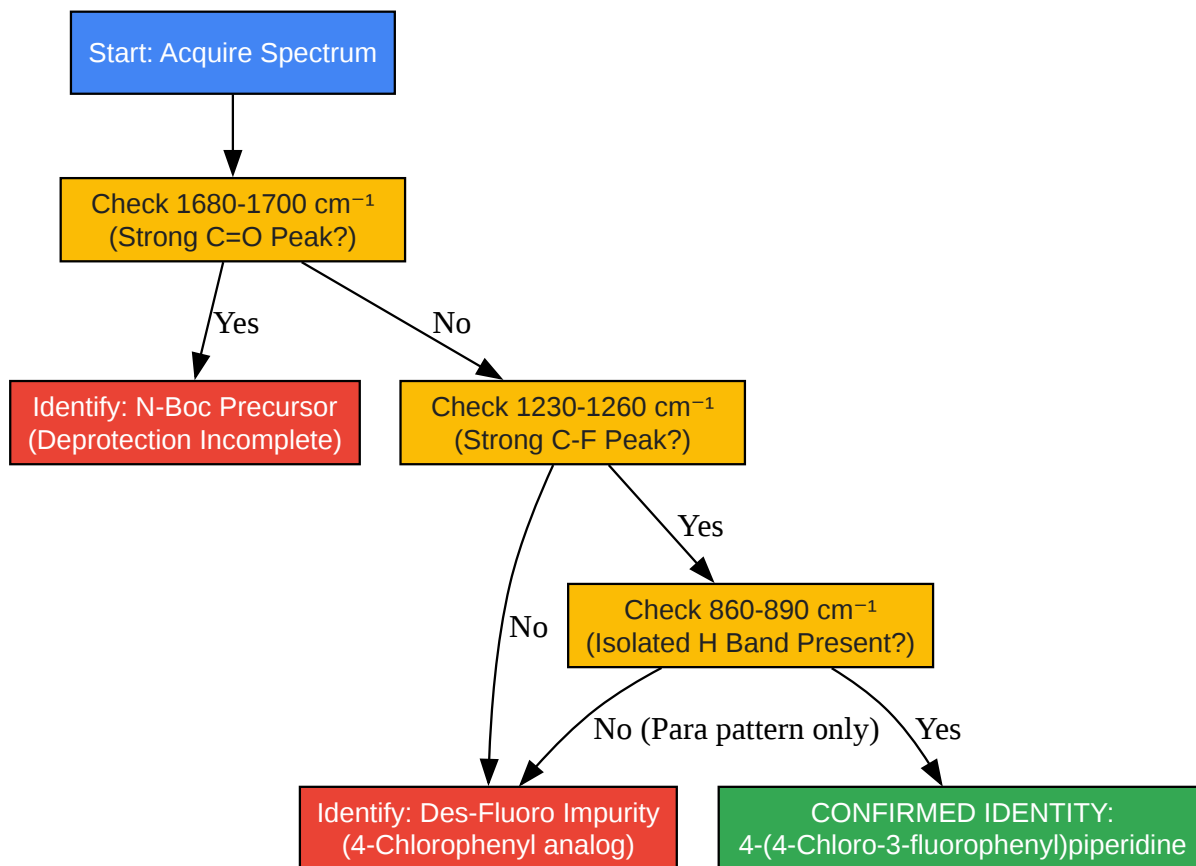 Start: Acquire Spectrum
Check 1680-1700 cm⁻¹
(Strong C=O Peak?)
Yes
No
Identify: N-Boc Precursor
(Deprotection Incomplete)
Check 1230-1260 cm⁻¹
(Strong C-F Peak?)
Yes
No
Check 860-890 cm⁻¹
(Isolated H Band Present?)
No (Para pattern only)
Yes
Identify: Des-Fluoro Impurity
(4-Chlorophenyl analog)
CONFIRMED IDENTITY:
4-(4-Chloro-3-fluorophenyl)piperidine